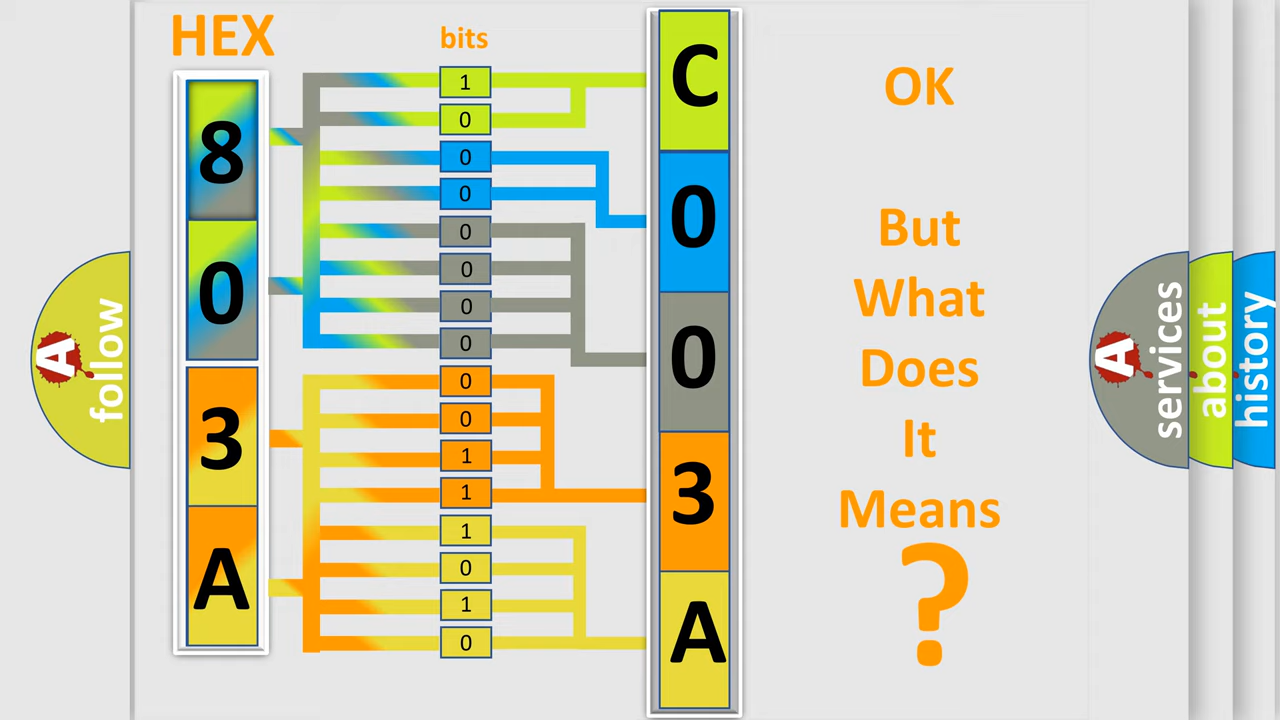 HEX
bits
8
0
3
A
1
0
0
0
0
0
0
0
0
0
1
1
1
0
1
0
C
0
0
3
A
OK
But
What
Does
It
Means
?
A
follow
A
services
about
history